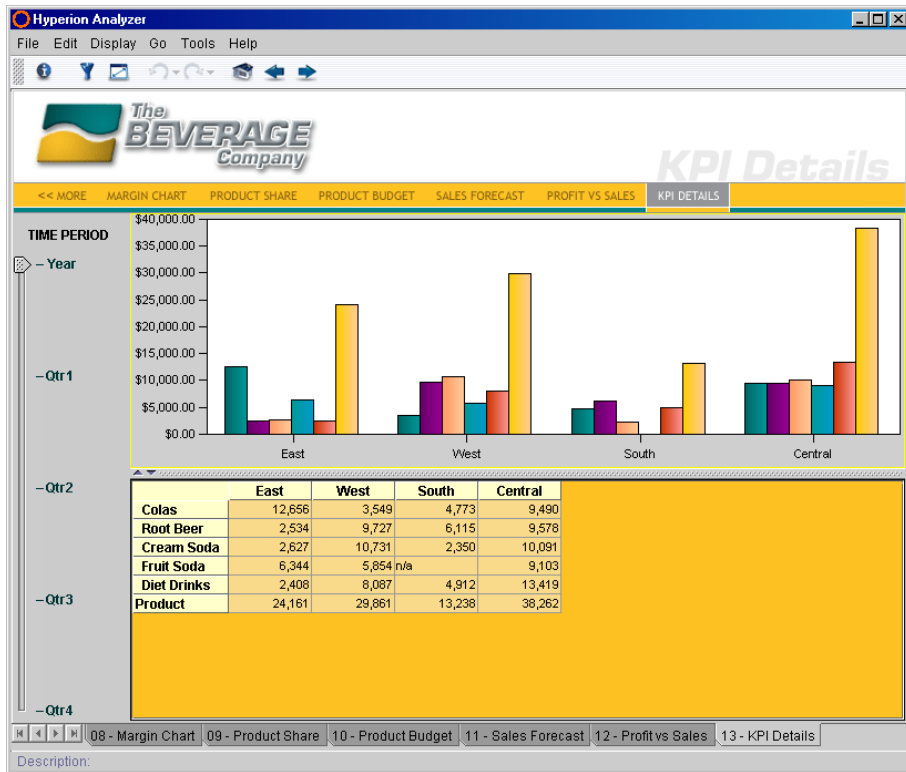 Hyperion Analyzer
File Edit Display Go Tools Help
The
BEVERAGE
Company
KPI Details
<< MORE MARGIN CHART PRODUCT SHARE PRODUCT BUDGET SALES FORECAST PROFIT VS SALES KPI DETAILS
TIME PERIOD
Year
Qtr1
Qtr2
Qtr3
Qtr4
$40,000.00
$35,000.00
$30,000.00
$25,000.00
$20,000.00
$15,000.00
$10,000.00
$5,000.00
$0.00
East West South Central
East West South Central
Colas 12,656 3,549 4,773 9,490
Root Beer 2,534 9,727 6,115 9,578
Cream Soda 2,627 10,731 2,350 10,091
Fruit Soda 6,344 5,854 n/a 9,103
Diet Drinks 2,408 8,087 4,912 13,419
Product 24,161 29,861 13,238 38,262
08 - Margin Chart 09 - Product Share 10 - Product Budget 11 - Sales Forecast 12 - Profit vs Sales 13 - KPI Details
Description: